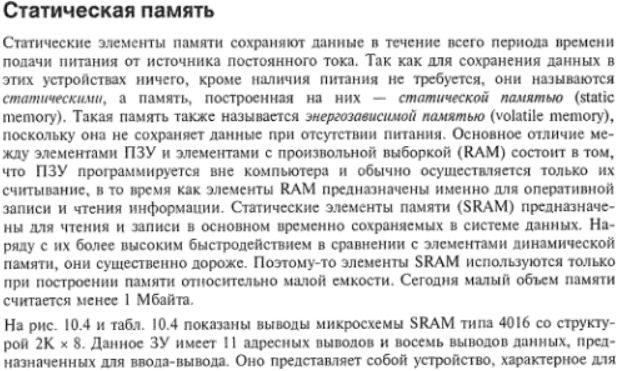 Статическая память
Статические элементы памяти сохраняют данные в течение всего периода времени
подачи питания от источника постоянного тока. Так как для сохранения данных в
этих устройствах ничего, кроме наличия питания не требуется, они называются
статическими, а память, построенная на них — статической памятью (static
memory). Такая память также называется энергозависимой памятью (volatile memory),
поскольку она не сохраняет данные при отсутствии питания. Основное отличие ме-
жду элементами ПЗУ и элементами с произвольной выборкой (RAM) состоит в том,
что ПЗУ программируется вне компьютера и обычно осуществляется только их
считывание, в то время как элементы RAM предназначены именно для оперативной
записи и чтения информации. Статические элементы памяти (SRAM) предназначе-
ны для чтения и записи в основном временно сохраняемых в системе данных. На-
ряду с их более высоким быстродействием в сравнении с элементами динамической
памяти, они существенно дороже. Поэтому-то элементы SRAM используются только
при построении памяти относительно малой емкости. Сегодня малый объем памяти
считается менее 1 Мбайта.
На рис. 10.4 и табл. 10.4 показаны выводы микросхемы SRAM типа 4016 со структу-
рой 2K × 8. Данное ЗУ имеет 11 адресных выводов и восемь выводов данных, пред-
назначенных для ввода-вывода. Оно представляет собой устройство, характерное для